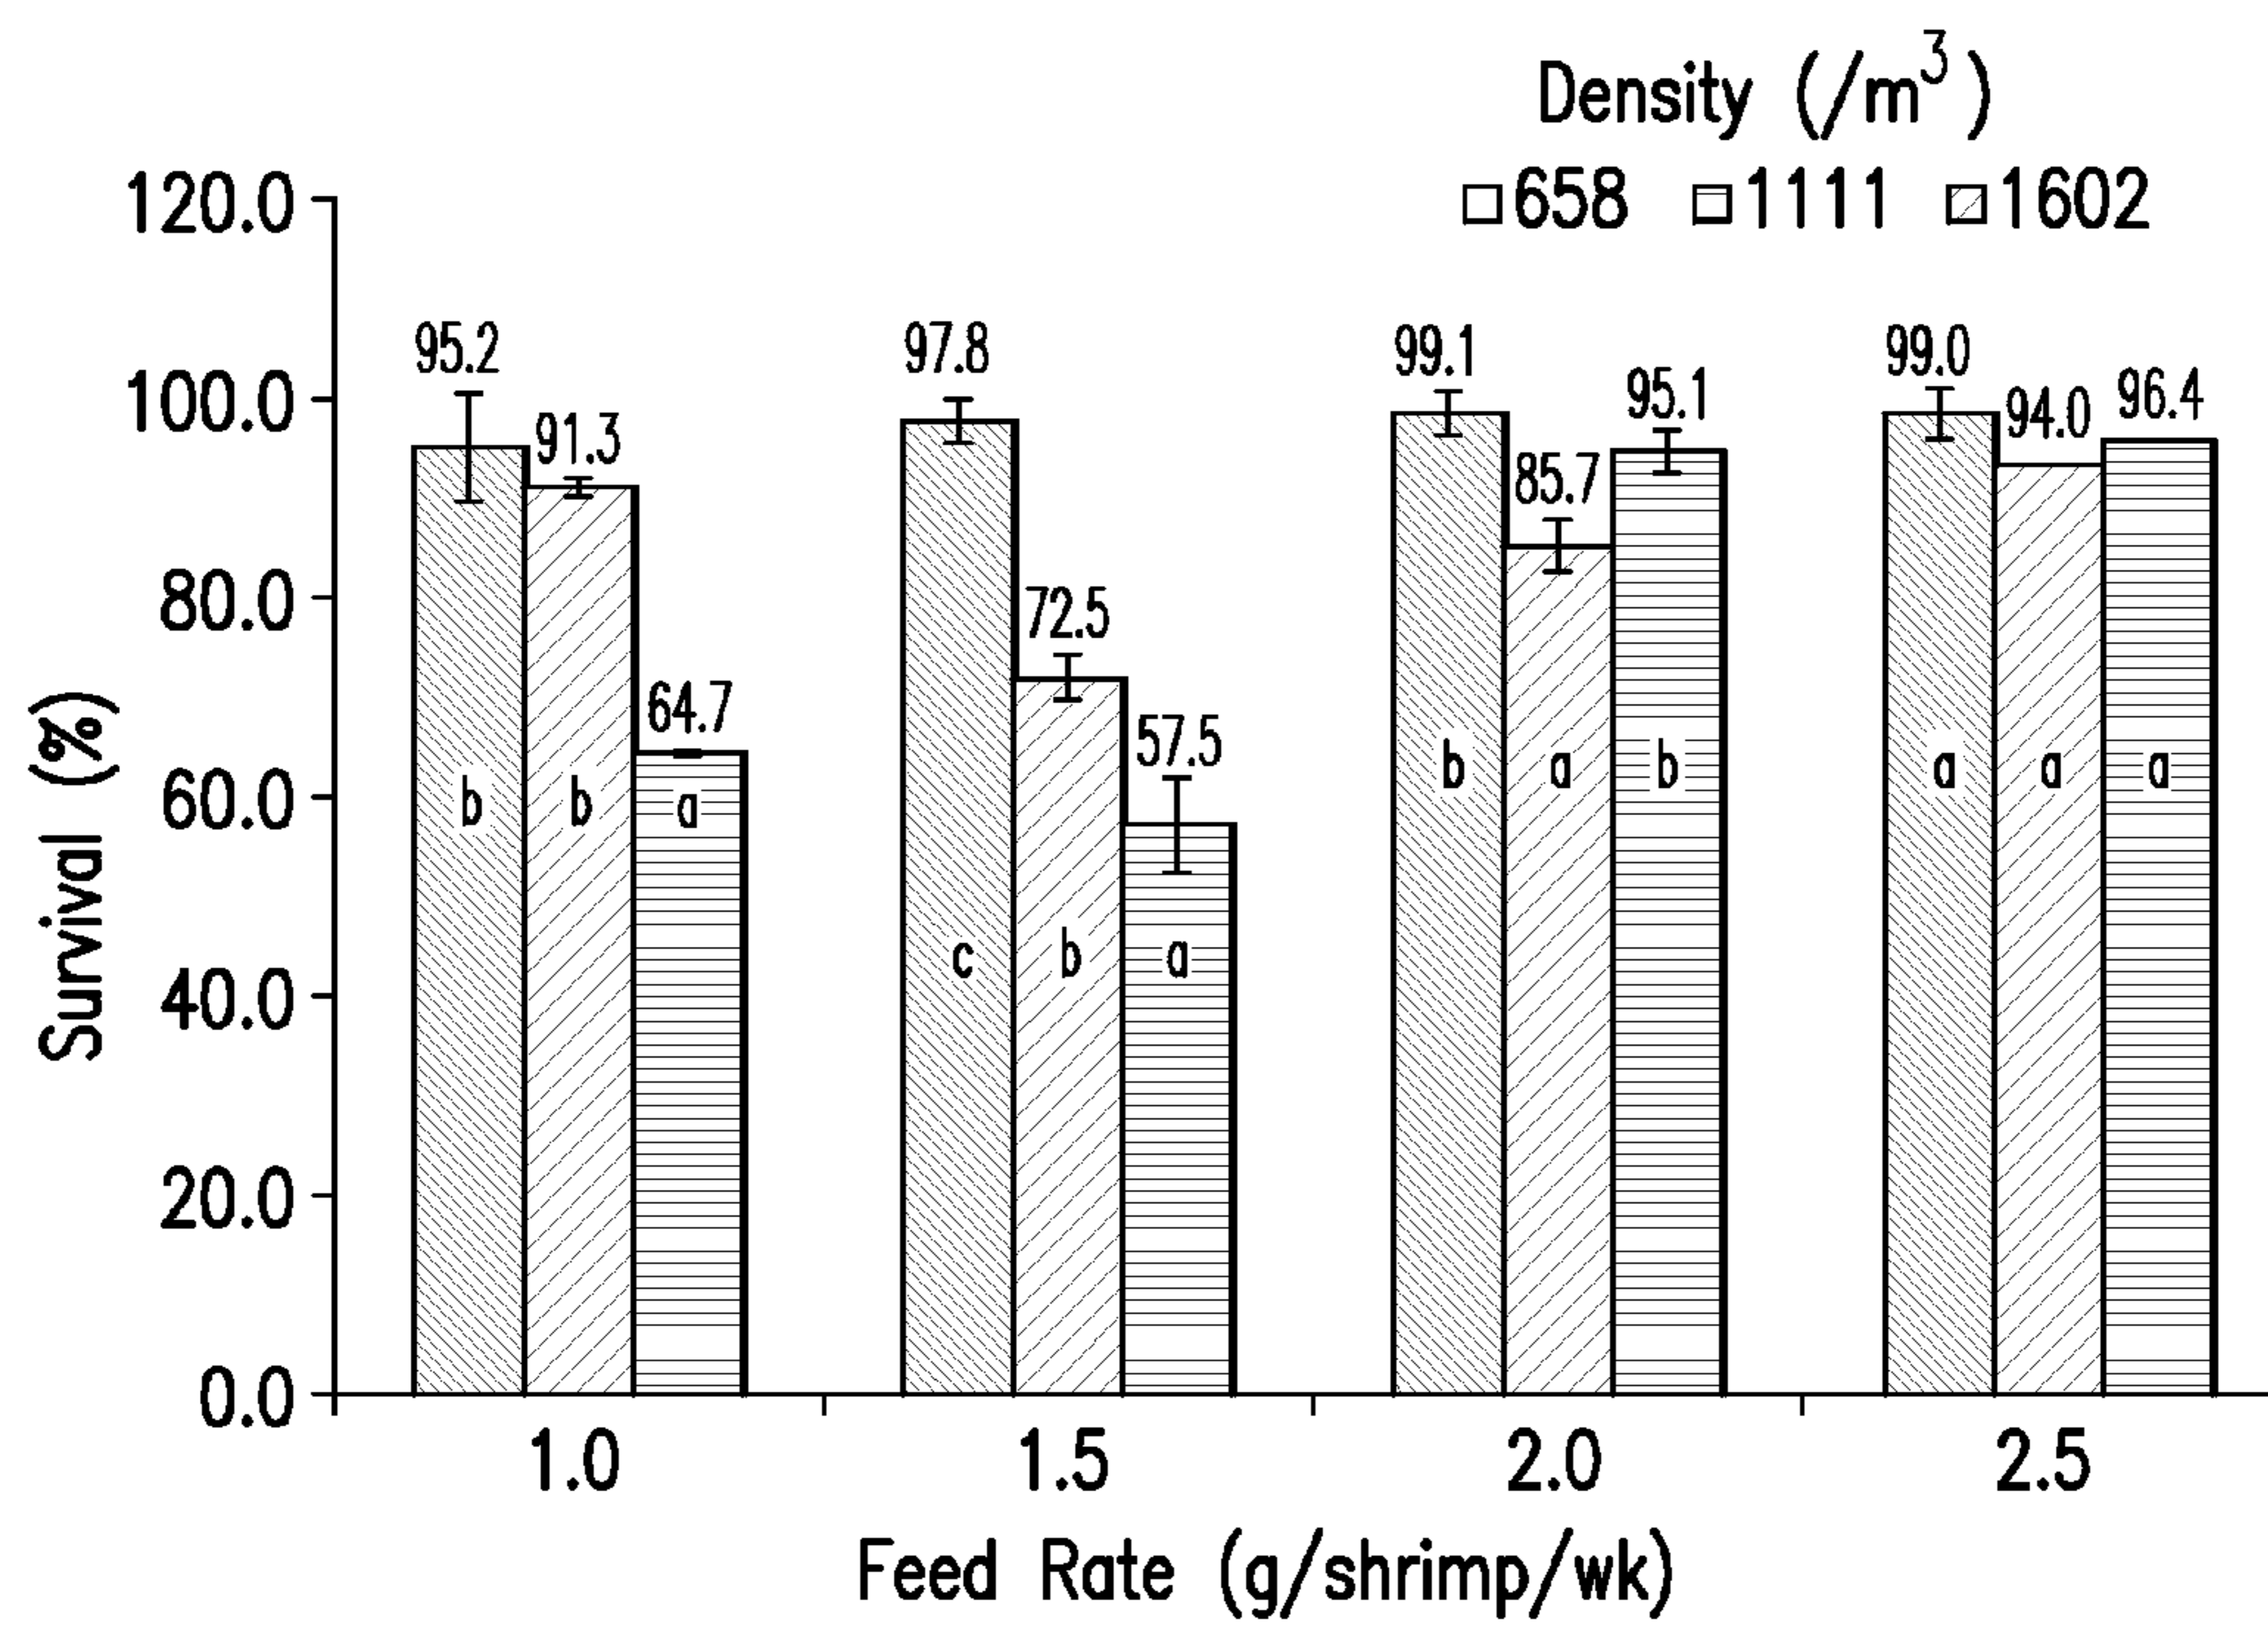 Density (/m³)
658 1111 1602
120.0
100.0
80.0
60.0
40.0
20.0
0.0
Survival (%)
95.2 91.3 64.7
97.8 72.5 57.5
99.1 85.7 95.1
99.0 94.0 96.4
b b a
c b a
b a b
a a a
1.0 1.5 2.0 2.5
Feed Rate (g/shrimp/wk)